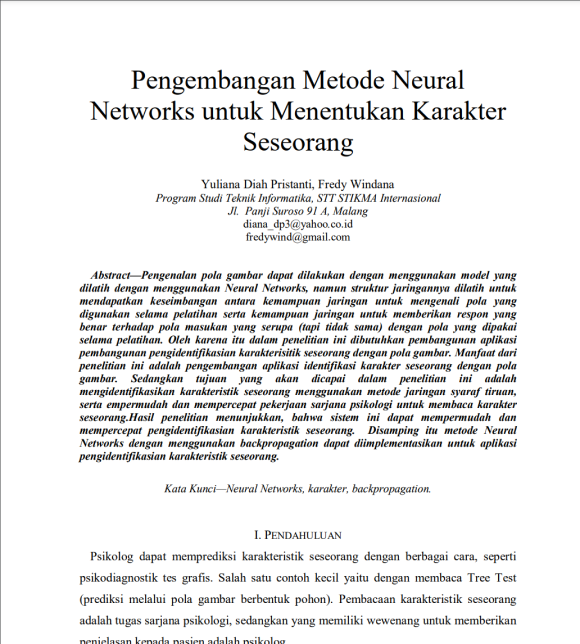 Pengembangan Metode Neural
Networks untuk Menentukan Karakter
Seseorang
Yuliana Diah Pristanti, Fredy Windana
Program Studi Teknik Informatika, STT STIKMA Internasional
Jl. Panji Suroso 91 A, Malang
diana_dp3@yahoo.co.id
fredywind@gmail.com
Abstract—Pengenalan pola gambar dapat dilakukan dengan menggunakan model yang
dilatih dengan menggunakan Neural Networks, namun struktur jaringannya dilatih untuk
mendapatkan keseimbangan antara kemampuan jaringan untuk mengenali pola yang
digunakan selama pelatihan serta kemampuan jaringan untuk memberikan respon yang
benar terhadap pola masukan yang serupa (tapi tidak sama) dengan pola yang dipakai
selama pelatihan. Oleh karena itu dalam penelitian ini dibutuhkan pembangunan aplikasi
pembangunan pengidentifikasian karakterisitik seseorang dengan pola gambar. Manfaat dari
penelitian ini adalah pengembangan aplikasi identifikasi karakter seseorang dengan pola
gambar. Sedangkan tujuan yang akan dicapai dalam penelitian ini adalah
mengidentifikasikan karakteristik seseorang menggunakan metode jaringan syaraf tiruan,
serta empermudah dan mempercepat pekerjaan sarjana psikologi untuk membaca karakter
seseorang.Hasil penelitian menunjukkan, bahwa sistem ini dapat mempermudah dan
mempercepat pengidentifikasian karakteristik seseorang. Disamping itu metode Neural
Networks dengan menggunakan backpropagation dapat diimplementasikan untuk aplikasi
pengidentifikasian karakteristik seseorang.
Kata Kunci—Neural Networks, karakter, backpropagation.
I. PENDAHULUAN
Psikolog dapat memprediksi karakteristik seseorang dengan berbagai cara, seperti
psikodiagnostik tes grafis. Salah satu contoh kecil yaitu dengan membaca Tree Test
(prediksi melalui pola gambar berbentuk pohon). Pembacaan karakteristik seseorang
adalah tugas sarjana psikologi, sedangkan yang memiliki wewenang untuk memberikan
penjelasan kepada pasien adalah psikolog